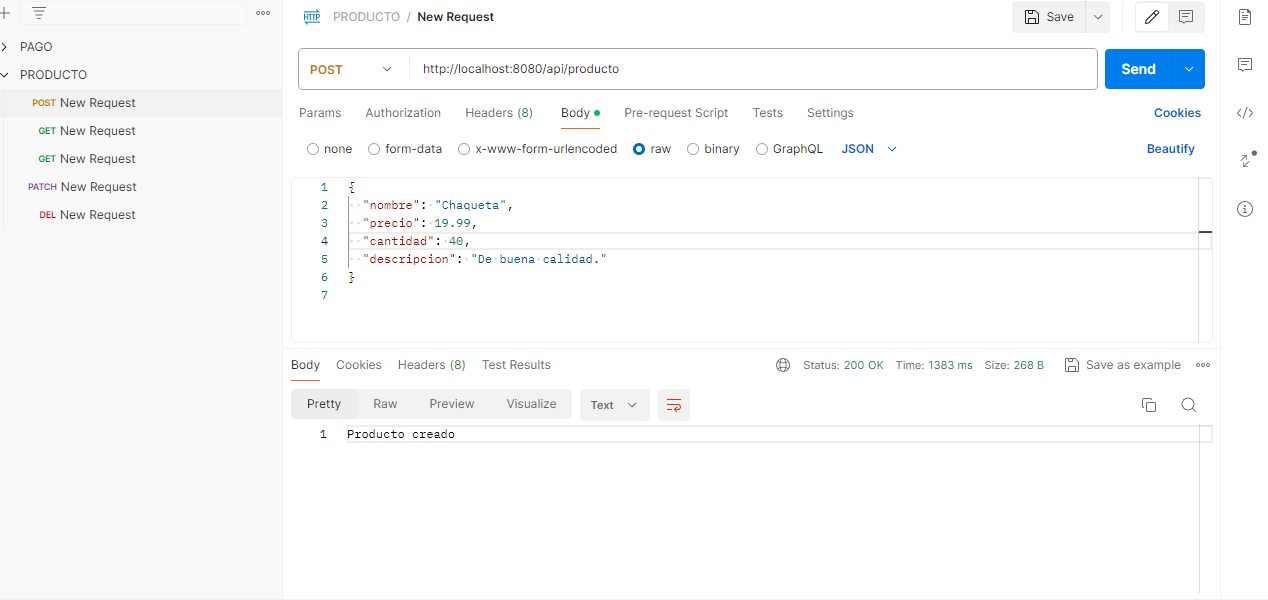 PAGO
PRODUCTO
POST New Request
GET New Request
GET New Request
PATCH New Request
DEL New Request
HTTP PRODUCTO / New Request
Save
POST http://localhost:8080/api/producto
Send
Params Authorization Headers (8) Body Pre-request Script Tests Settings Cookies
none form-data x-www-form-urlencoded raw binary GraphQL JSON Beautify
1 {
2 "nombre": "Chaqueta",
3 "precio": 19.99,
4 "cantidad": 40,
5 "descripcion": "De buena calidad."
6 }
7
Body Cookies Headers (8) Test Results Status: 200 OK Time: 1383 ms Size: 268 B Save as example
Pretty Raw Preview Visualize Text
1 Producto creado